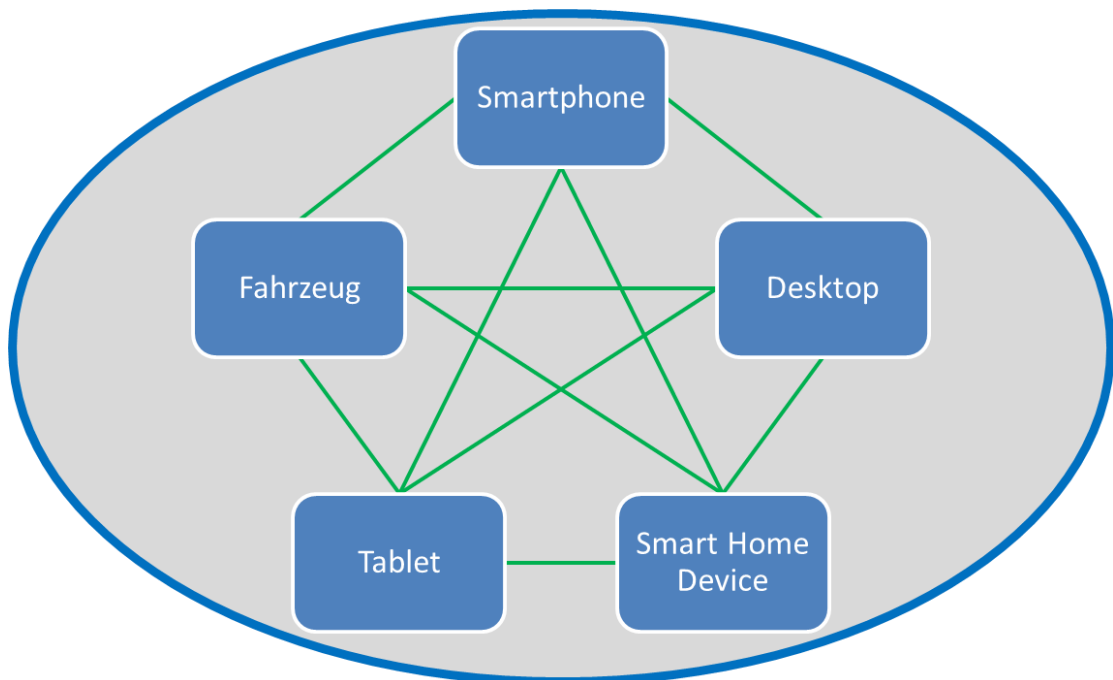 Smartphone
Fahrzeug
Desktop
Tablet
Smart Home
Device